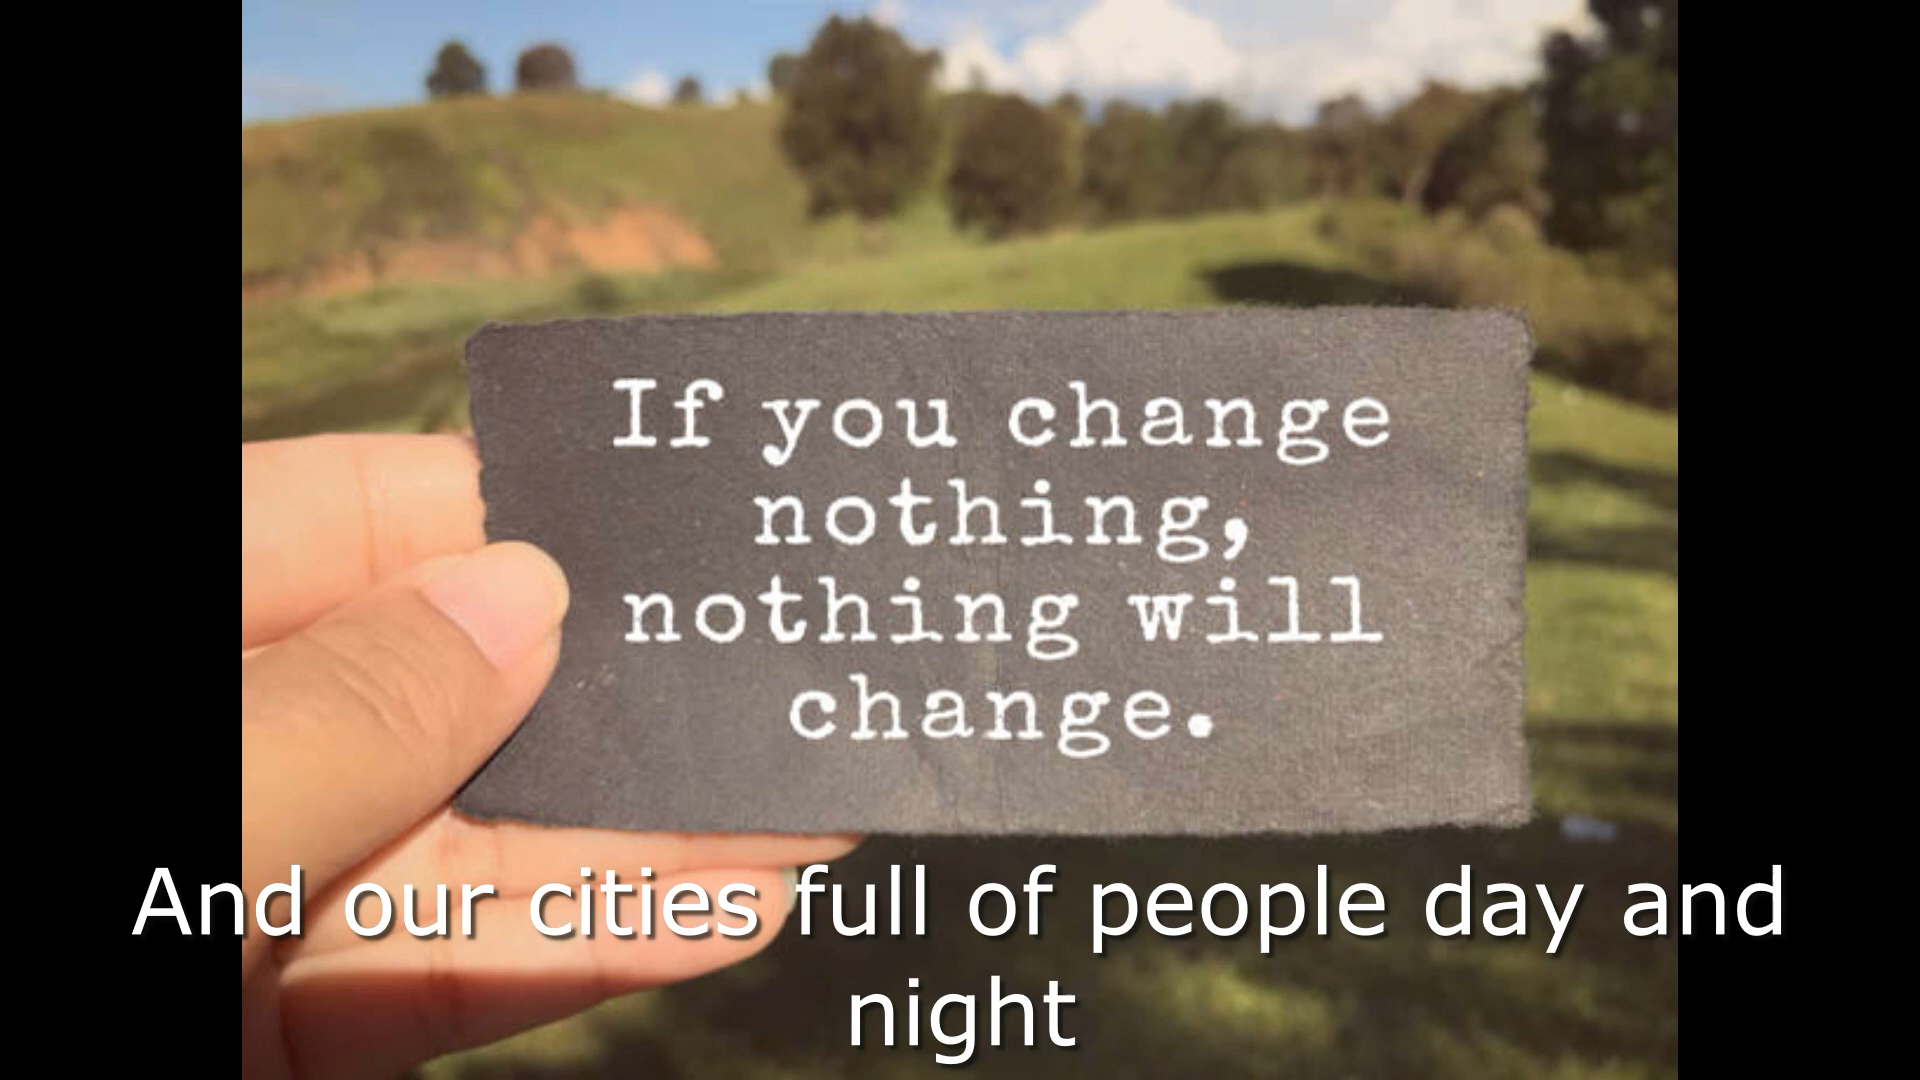 If you change
nothing,
nothing will
change.
And our cities full of people day and
night